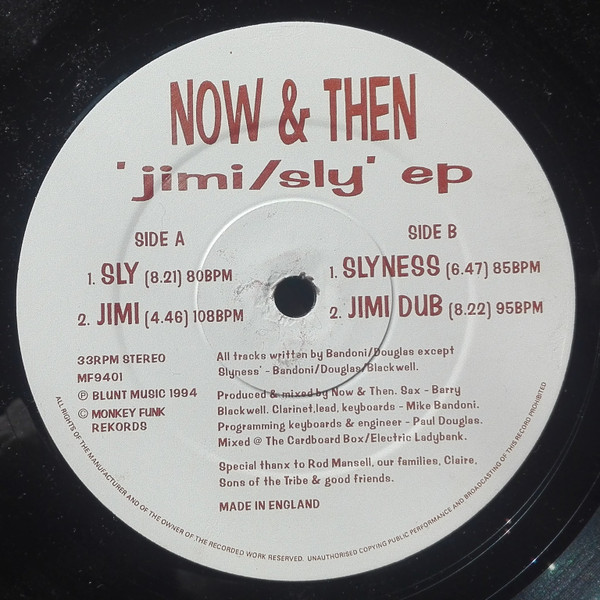 NOW & THEN
'jimi/sly' ep
SIDE A
1. SLY (8.21) 80BPM
2. JIMI (4.46) 108BPM
SIDE B
1. SLYNESS (6.47) 85BPM
2. JIMI DUB (8.22) 95BPM
33RPM STEREO
MF9401
Ⓟ BLUNT MUSIC 1994
© MONKEY FUNK
RECORDS
All tracks written by Bandoni/Douglas except
Slyness' - Bandoni/Douglas/Blackwell.
Produced & mixed by Now & Then. Sax - Barry
Blackwell. Clarinet,lead, keyboards - Mike Bandoni.
Programming keyboards & engineer - Paul Douglas.
Mixed @ The Cardboard Box/Electric Ladybank.
Special thanx to Rod Mansell, our families, Claire,
Sons of the Tribe & good friends.
MADE IN ENGLAND
ALL RIGHTS OF THE MANUFACTURER AND OF THE OWNER OF THE RECORDED WORK RESERVED. UNAUTHORISED COPYING PUBLIC PERFORMANCE AND BROADCASTING OF THIS RECORD PROHIBITED